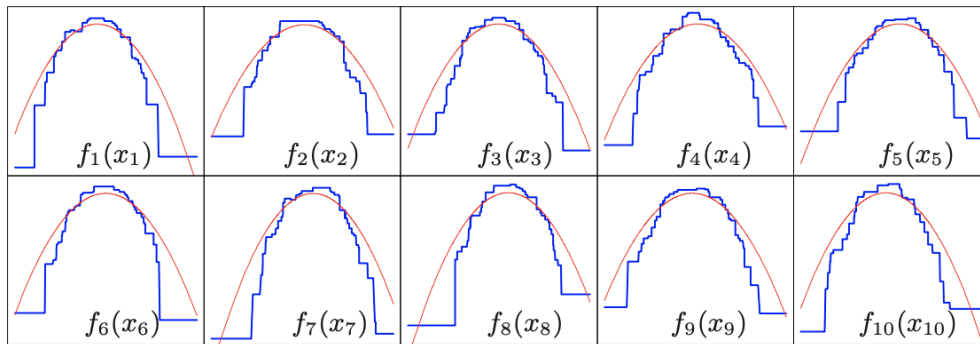 f₁(x₁) f₂(x₂) f₃(x₃) f₄(x₄) f₅(x₅)
f₆(x₆) f₇(x₇) f₈(x₈) f₉(x₉) f₁₀(x₁₀)